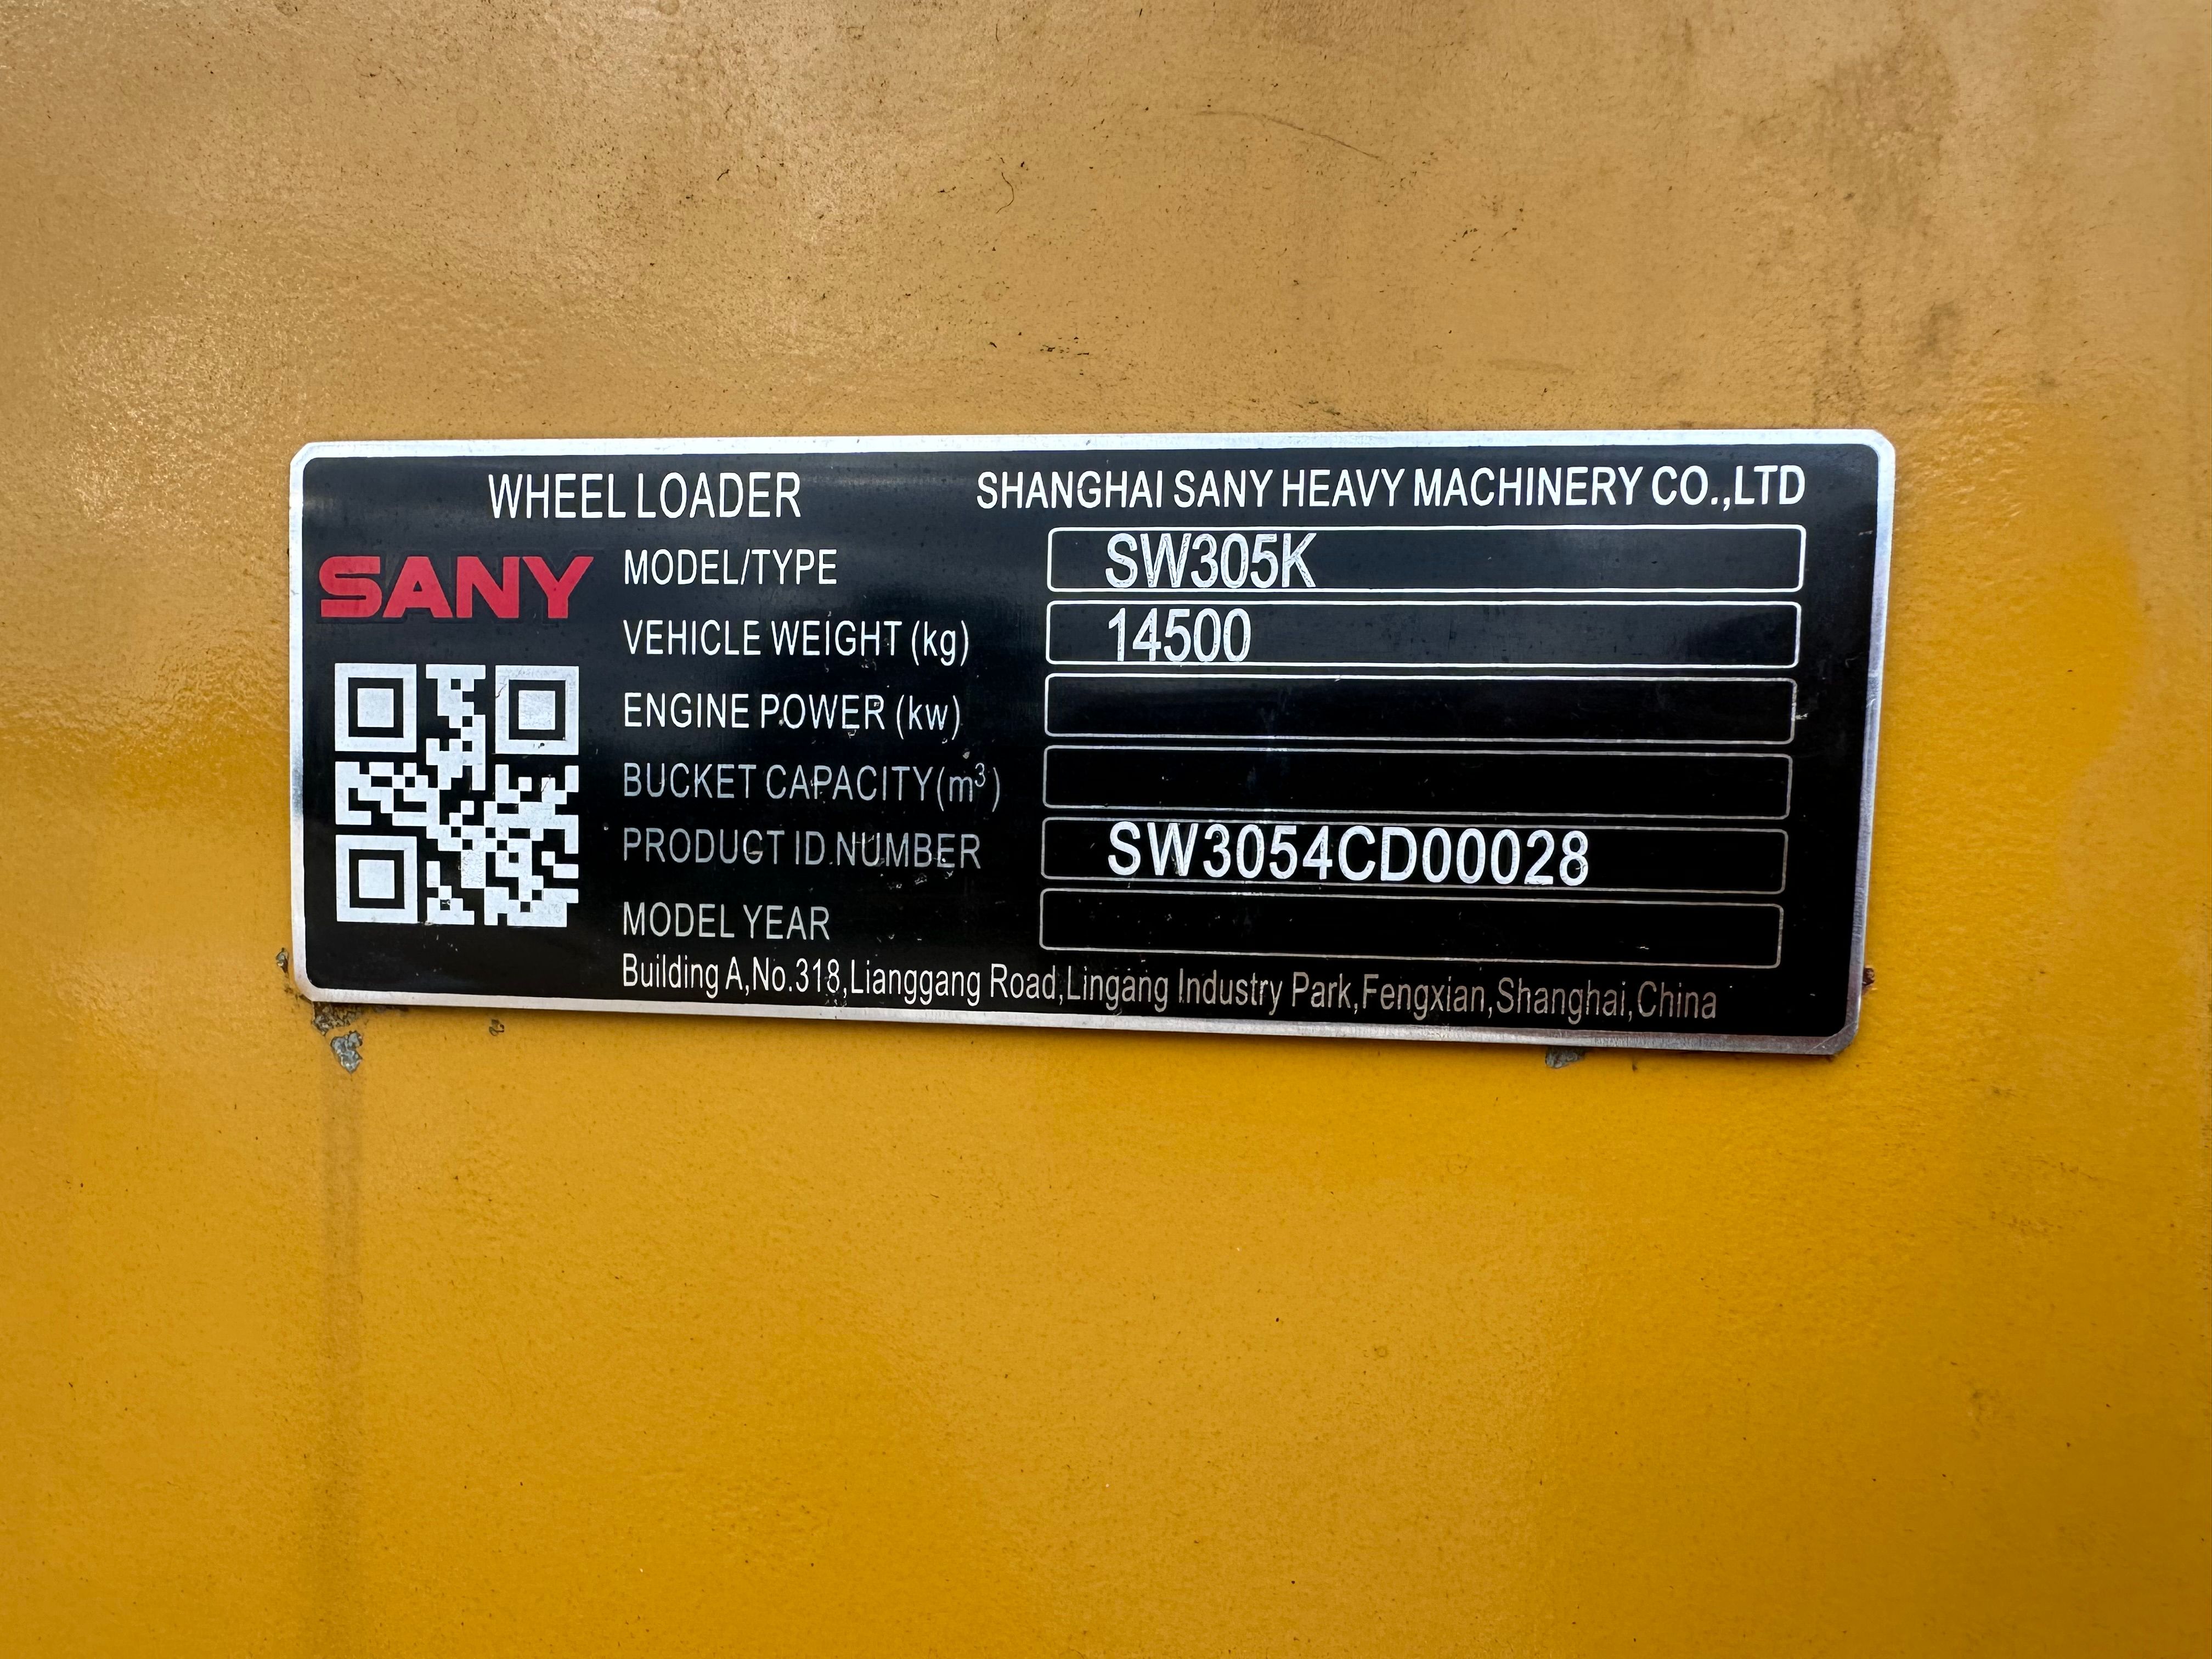 WHEEL LOADER
SHANGHAI SANY HEAVY MACHINERY CO.,LTD
SANY
MODEL/TYPE SW305K
VEHICLE WEIGHT (kg) 14500
ENGINE POWER (kw)
BUCKET CAPACITY(m³)
PRODUCT ID NUMBER SW3054CD00028
MODEL YEAR
Building A,No.318,Lianggang Road,Lingang Industry Park,Fengxian,Shanghai,China